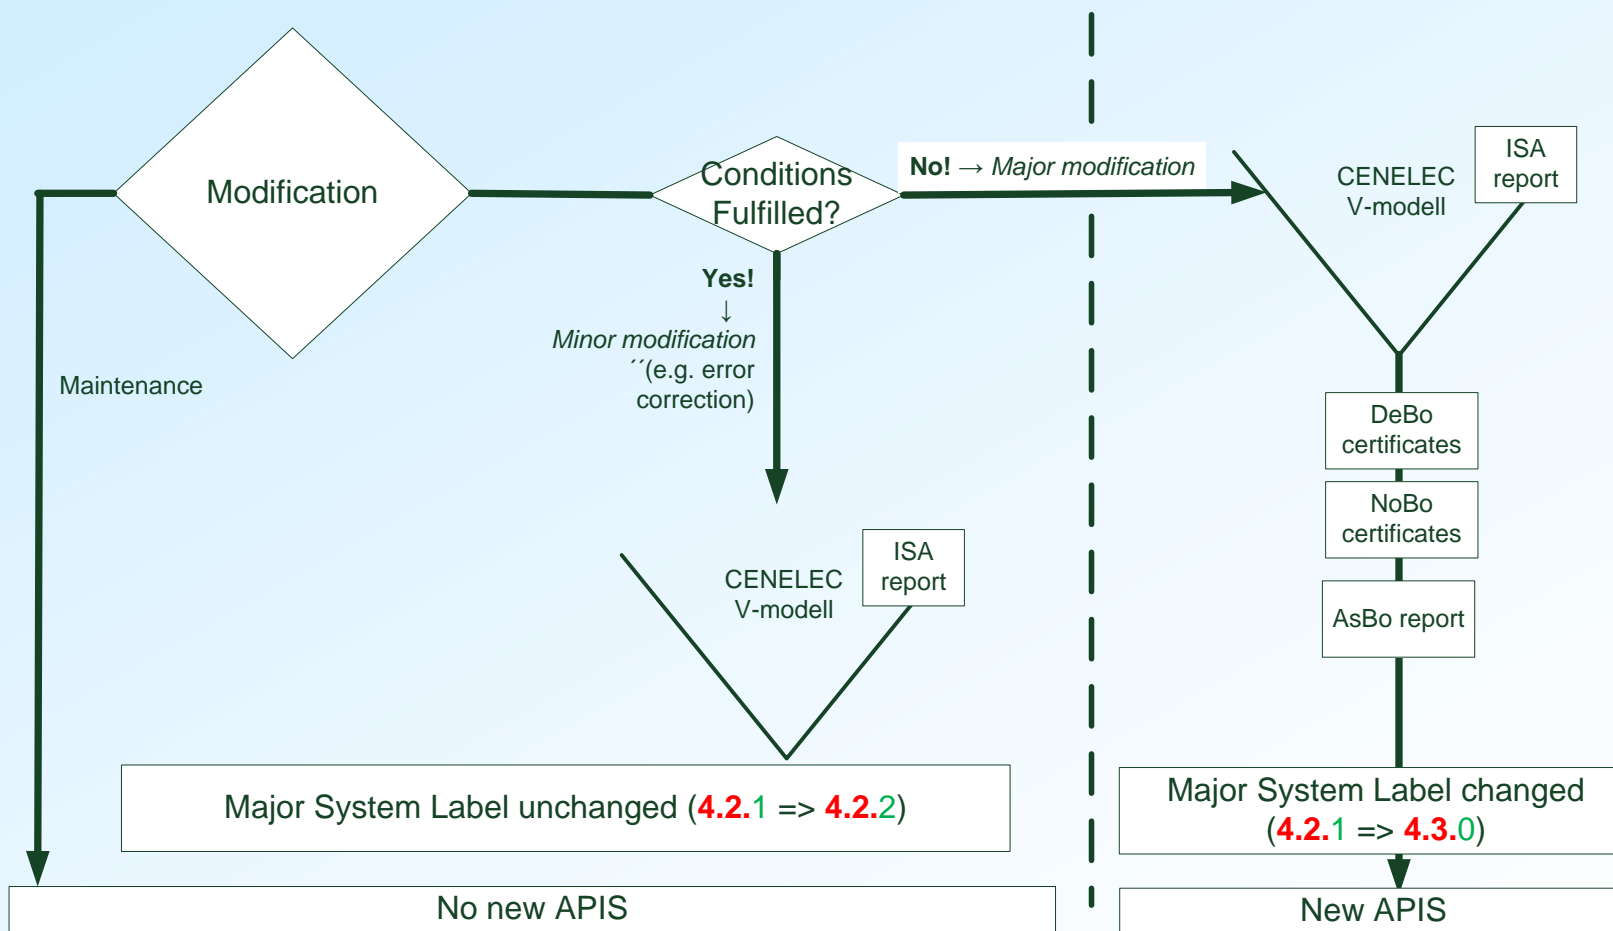 Modification
Conditions
Fulfilled?
No! → Major modification
CENELEC
V-modell
ISA
report
Yes!
↓
Minor modification
´´(e.g. error
correction)
Maintenance
DeBo
certificates
NoBo
certificates
AsBo report
CENELEC
V-modell
ISA
report
Major System Label unchanged (4.2.1 => 4.2.2)
Major System Label changed
(4.2.1 => 4.3.0)
No new APIS
New APIS